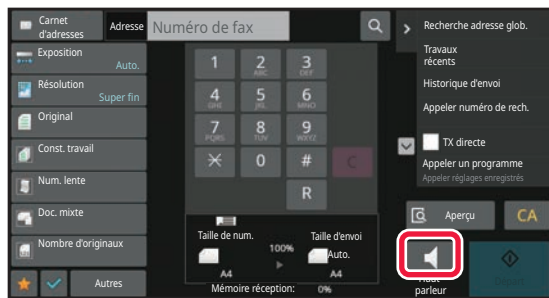 Carnet
d'adresses
Adresse
Numéro de fax
Exposition
Auto.
Résolution
Super fin
Original
Const. travail
Num. lente
Doc. mixte
Nombre d'originaux
Autres
1
2
ABC
3
DEF
4
GHI
5
JKL
6
MNO
7
PQRS
8
TUV
9
WXYZ
0
#
C
R
Taille de num.
100%
Taille d'envoi
Auto.
A4
A4
Mémoire réception: 0%
Recherche adresse glob.
Travaux
récents
Historique d'envoi
Appeler numéro de rech.
TX directe
Appeler un programme
Appeler réglages enregistrés
Aperçu
CA
Haut
parleur